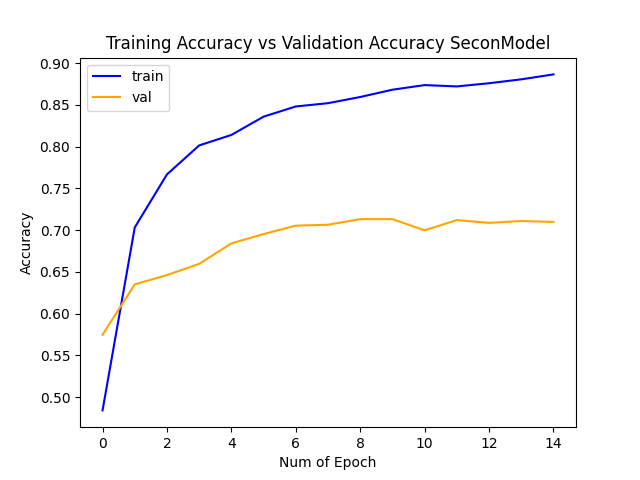 Training Accuracy vs Validation Accuracy SeconModel
train
val
0.90
0.85
0.80
0.75
0.70
0.65
0.60
0.55
0.50
Accuracy
0 2 4 6 8 10 12 14
Num of Epoch